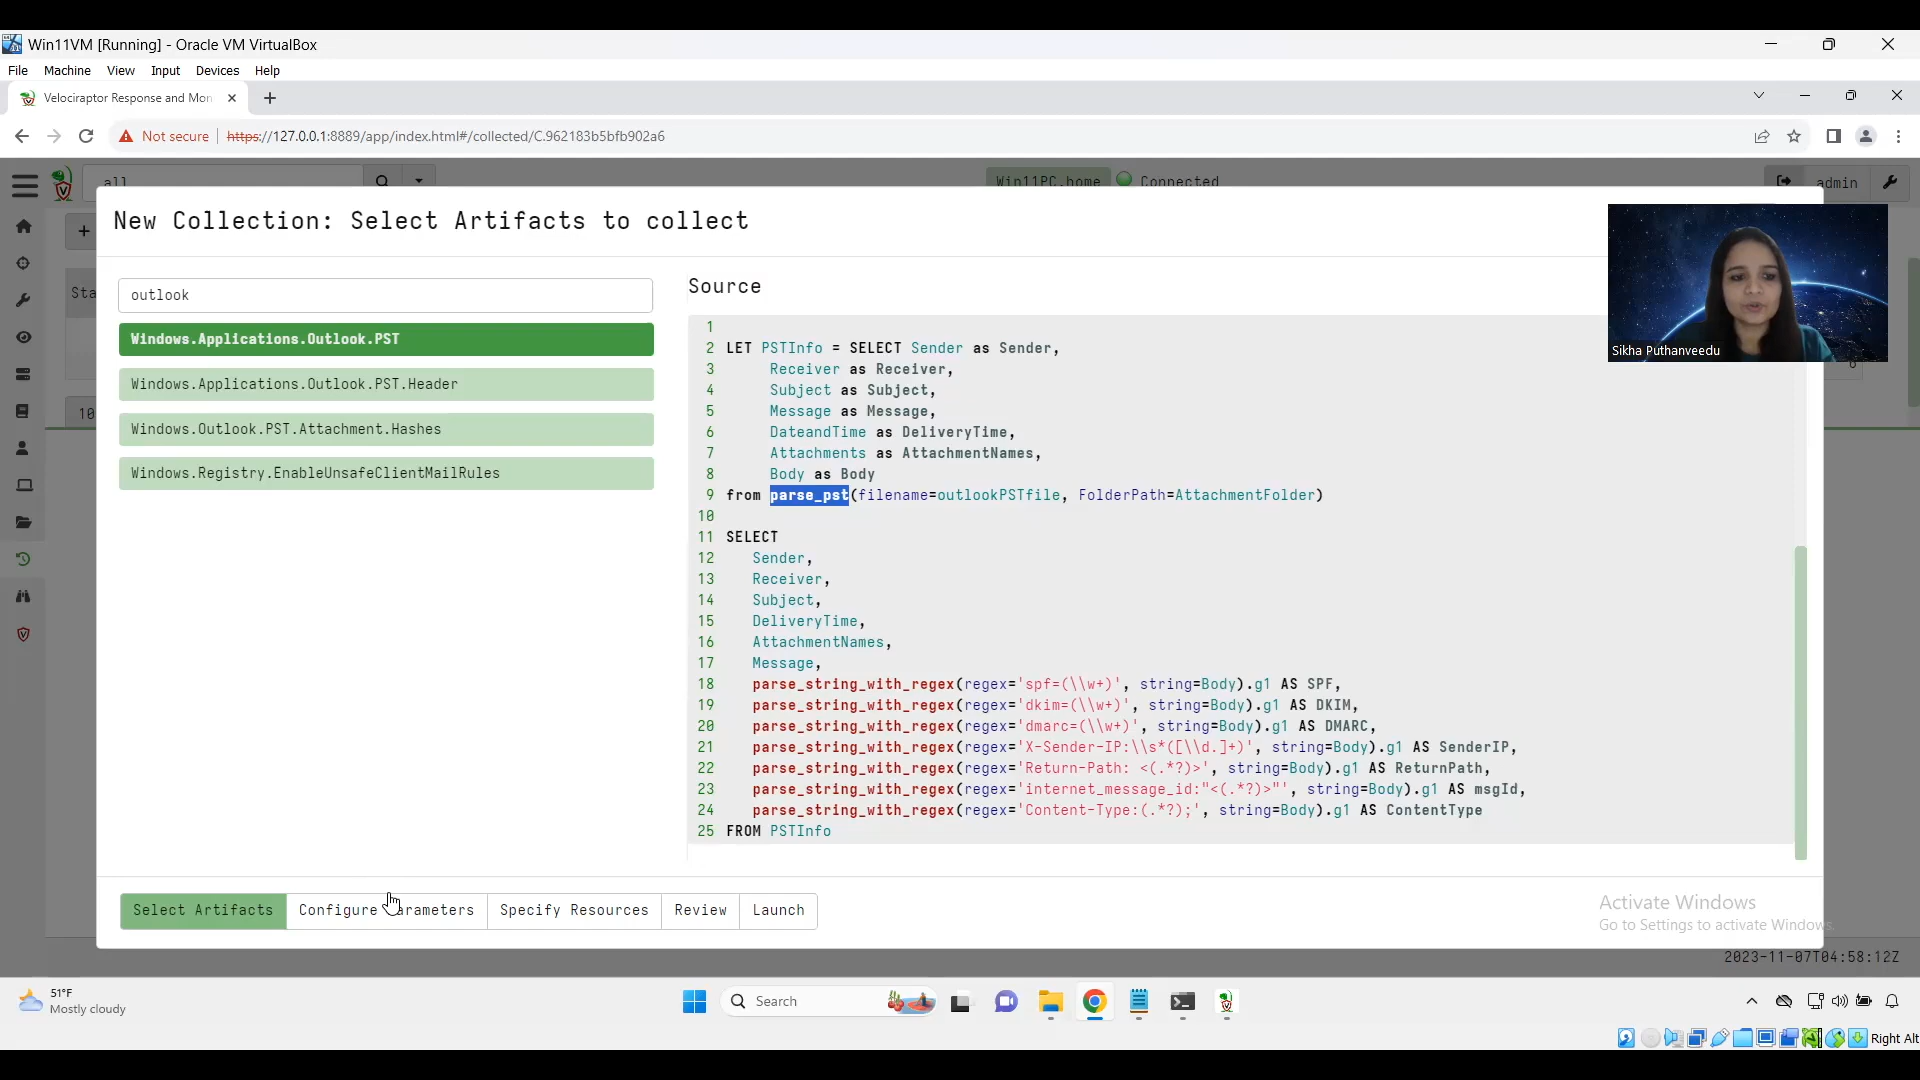 Win11VM [Running] - Oracle VM VirtualBox
File Machine View Input Devices Help
Velociraptor Response and Mon
Not secure https://127.0.0.1:8889/app/index.html#/collected/C.962183b5bfb902a6
all
Win11PC.home Connected
admin
New Collection: Select Artifacts to collect
Sta
10
outlook
Windows.Applications.Outlook.PST
Windows.Applications.Outlook.PST.Header
Windows.Outlook.PST.Attachment.Hashes
Windows.Registry.EnableUnsafeClientMailRules
Source
Sikha Puthanveedu
1
2 LET PSTInfo = SELECT Sender as Sender,
3 Receiver as Receiver,
4 Subject as Subject,
5 Message as Message,
6 DateandTime as DeliveryTime,
7 Attachments as AttachmentNames,
8 Body as Body
9 from parse_pst(filename=outlookPSTfile, FolderPath=AttachmentFolder)
10
11 SELECT
12 Sender,
13 Receiver,
14 Subject,
15 DeliveryTime,
16 AttachmentNames,
17 Message,
18 parse_string_with_regex(regex='spf=(\\w+)', string=Body).g1 AS SPF,
19 parse_string_with_regex(regex='dkim=(\\w+)', string=Body).g1 AS DKIM,
20 parse_string_with_regex(regex='dmarc=(\\w+)', string=Body).g1 AS DMARC,
21 parse_string_with_regex(regex='X-Sender-IP:\\s*([\\d.]+)', string=Body).g1 AS SenderIP,
22 parse_string_with_regex(regex='Return-Path: <(.*?)>', string=Body).g1 AS ReturnPath,
23 parse_string_with_regex(regex='internet_message_id:"<(.*?)>"', string=Body).g1 AS msgId,
24 parse_string_with_regex(regex='Content-Type:(.*?);', string=Body).g1 AS ContentType
25 FROM PSTInfo
Select Artifacts Configure Parameters Specify Resources Review Launch
Activate Windows
Go to Settings to activate Windows.
2023-11-07T04:58:12Z
51°F
Mostly cloudy
Search
Right Alt